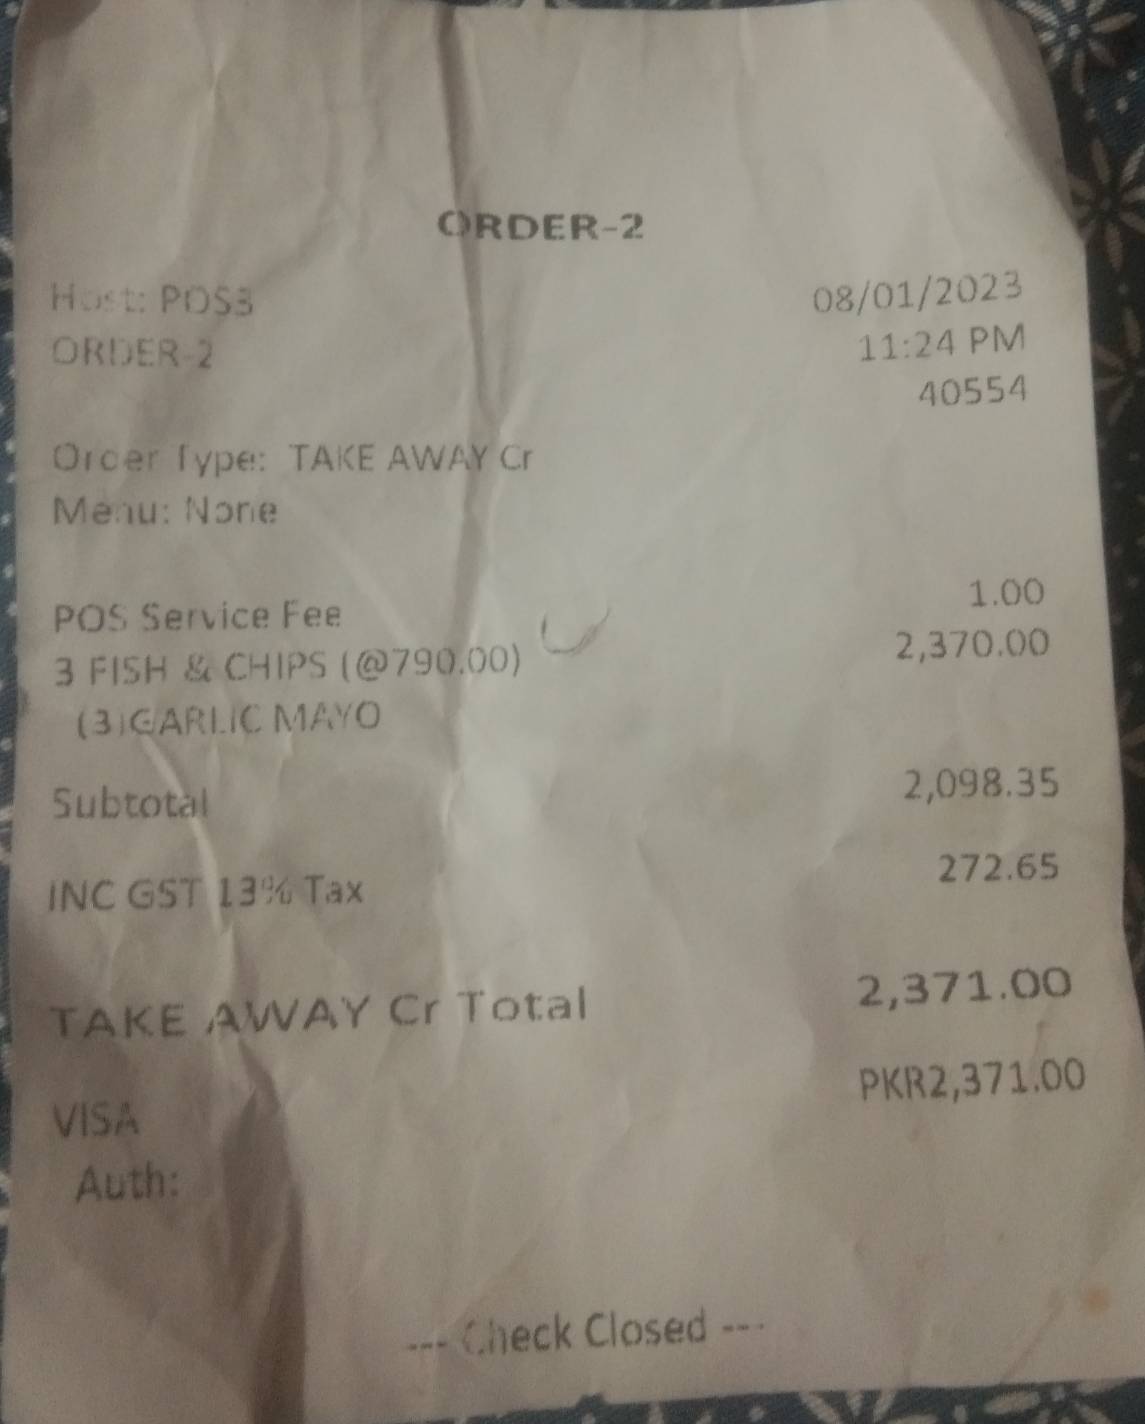 ORDER-2
Host: POS3 08/01/2023
ORDER-2 11:24 PM
40554
Order Type: TAKE AWAY Cr
Menu: None
POS Service Fee 1.00
3 FISH & CHIPS (@790.00) 2,370.00
(3)GARLIC MAYO
Subtotal 2,098.35
INC GST 13% Tax 272.65
TAKE AWAY Cr Total 2,371.00
VISA PKR2,371.00
Auth:
--- Check Closed ---